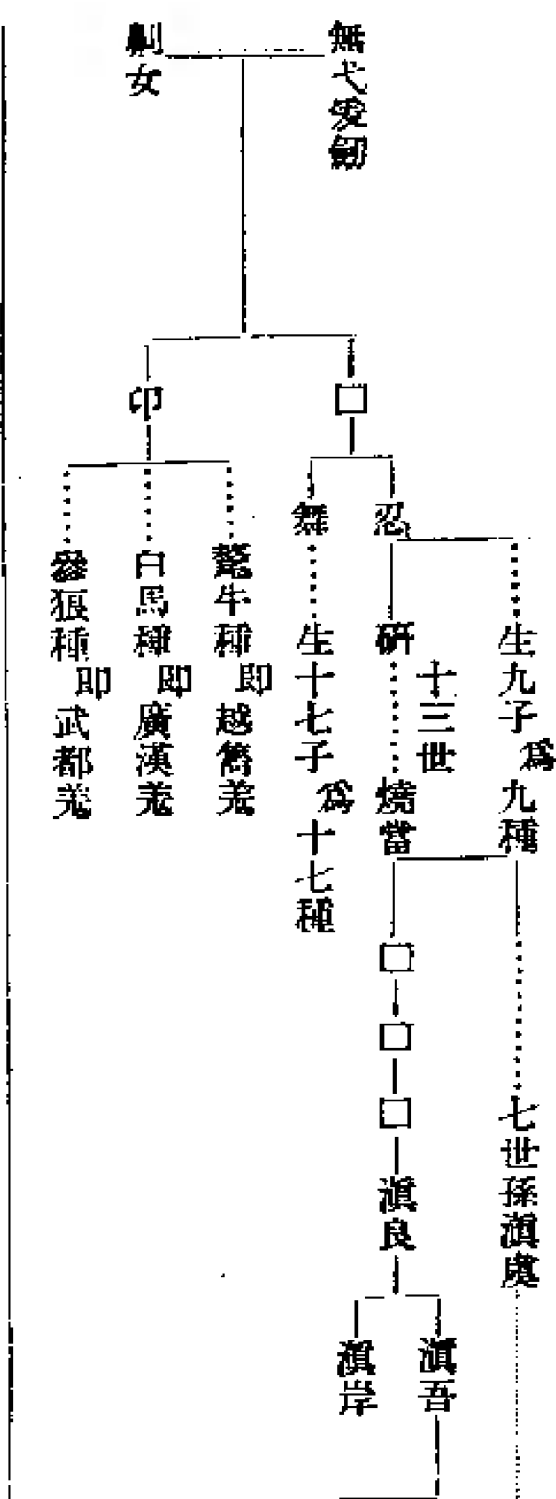 無弋爰劒
劓女
□
卬
忍
舞
生九子為九種
研
十三世
燒當
生十七子為十七種
氂牛種即越嶲羌
白馬種即廣漢羌
參狼種即武都羌
□
□
□
滇良
七世孫滇虞
滇吾
滇岸